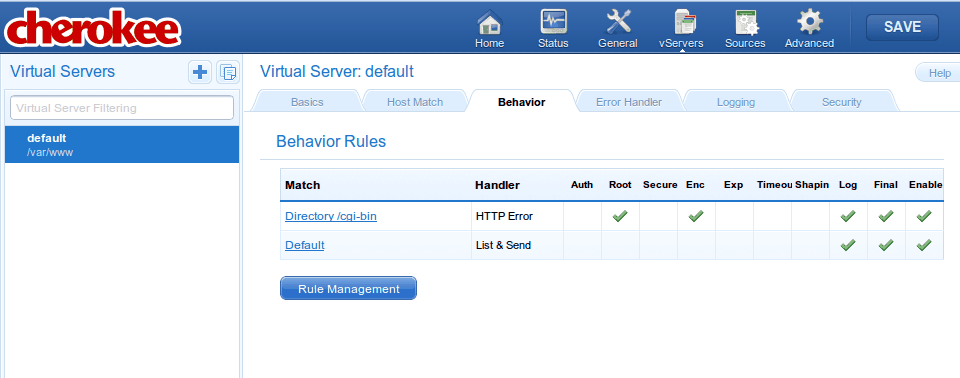 cherokee
Home Status General vServers Sources Advanced SAVE
Virtual Servers
Virtual Server: default
Help
Virtual Server Filtering
Basics Host Match Behavior Error Handler Logging Security
default
/var/www
Behavior Rules
Match Handler Auth Root Secure Enc Exp Timeou Shapin Log Final Enable
Directory /cgi-bin HTTP Error
Default List & Send
Rule Management